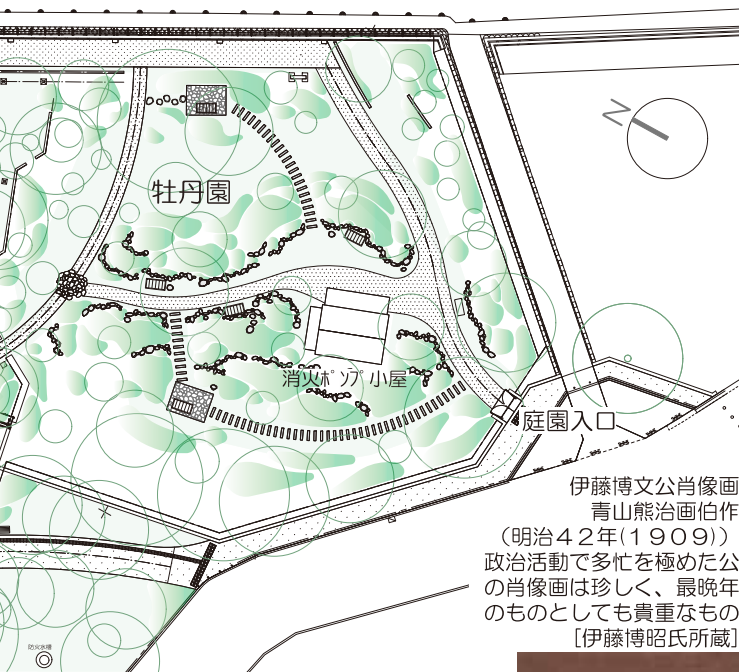 N
牡丹園
消火ポンプ小屋
庭園入口
伊藤博文公肖像画
青山熊治画伯作
（明治４２年(１９０９)）
政治活動で多忙を極めた公
の肖像画は珍しく、最晩年
のものとしても貴重なもの
[伊藤博昭氏所蔵]
防火水槽